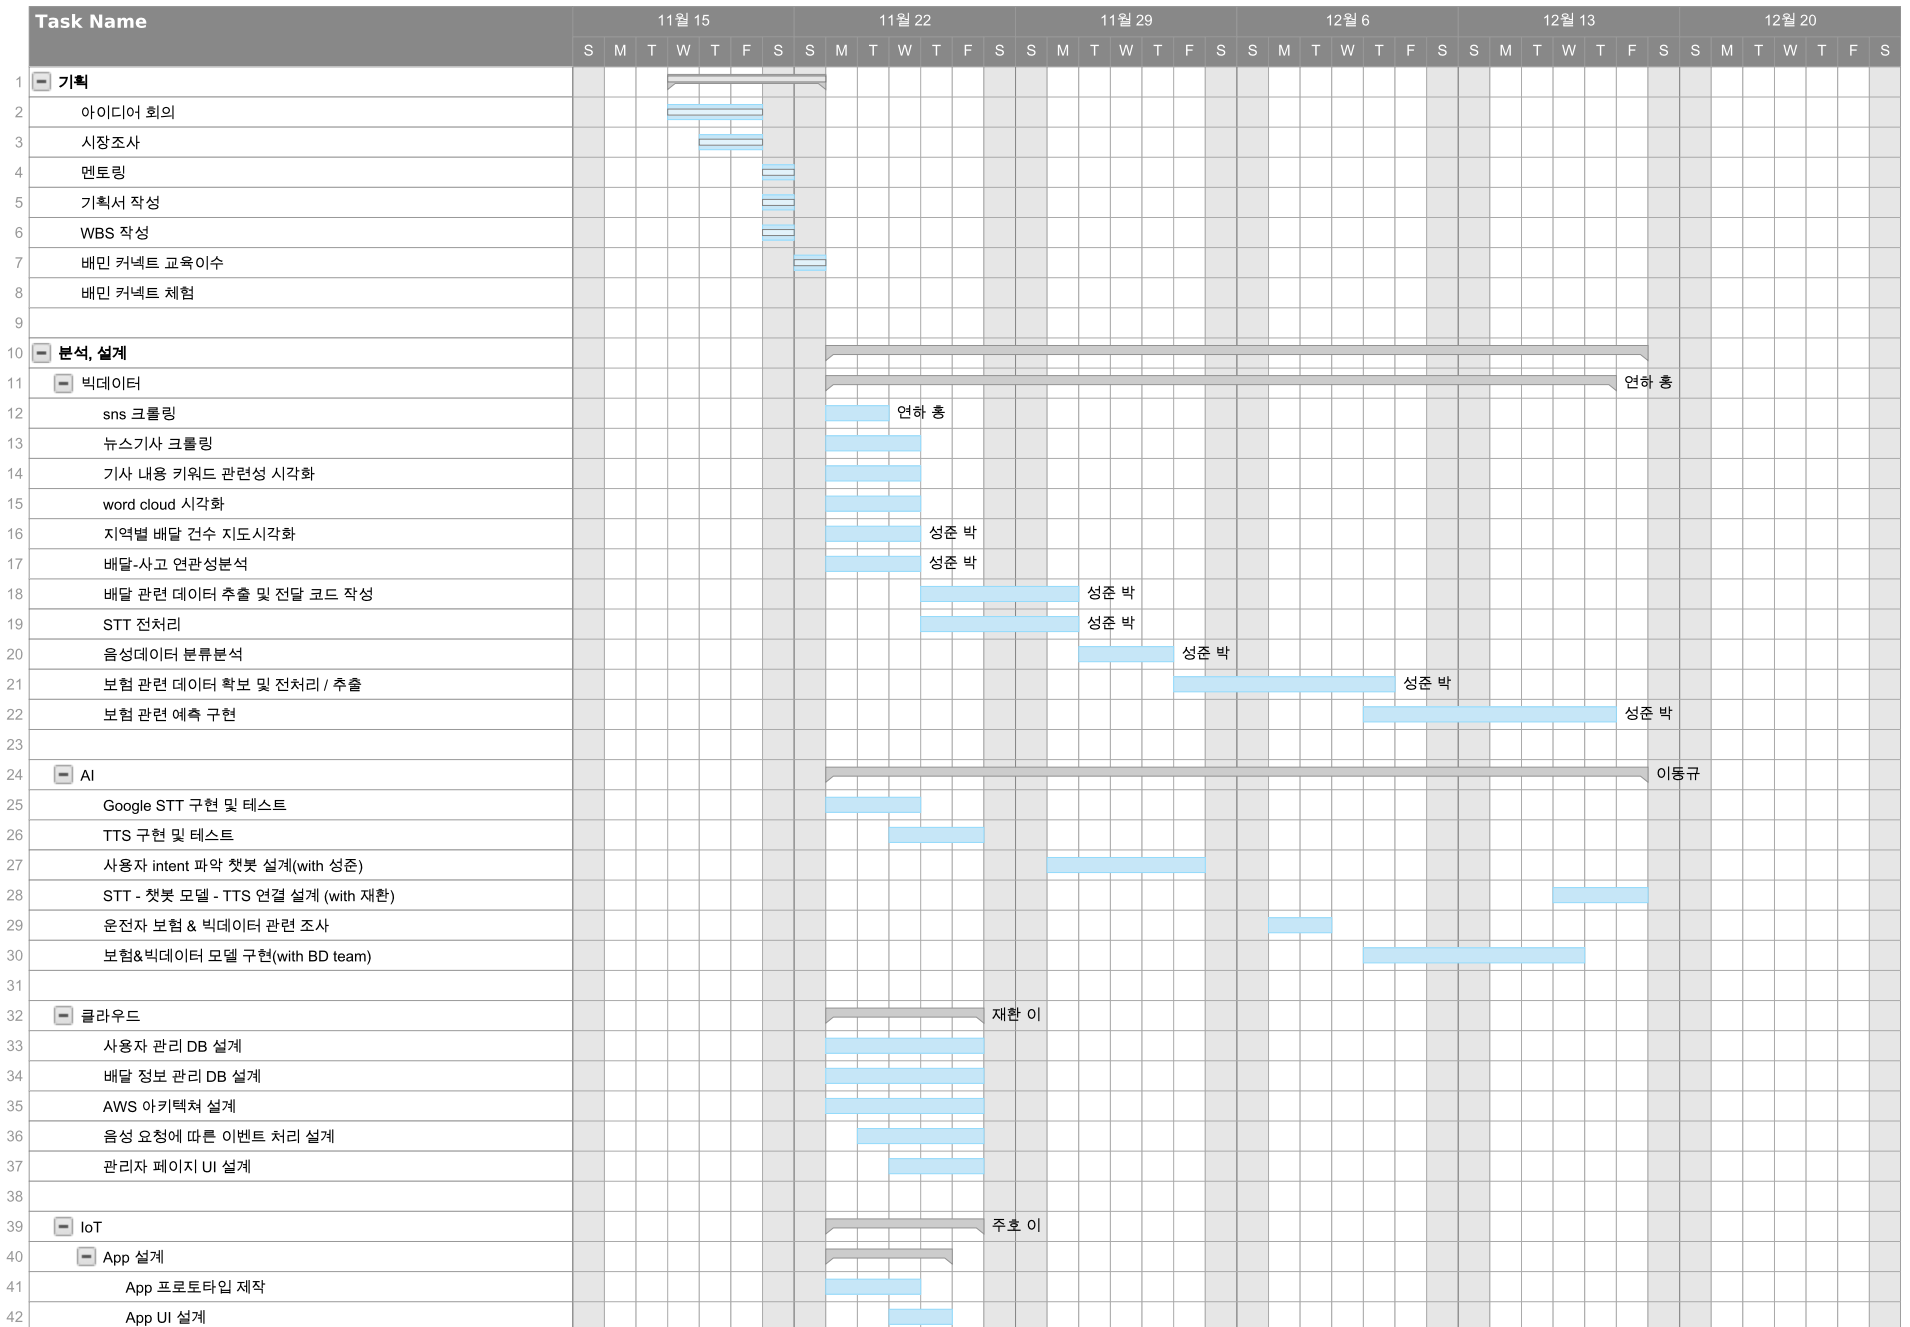 Task Name
11월 15 11월 22 11월 29 12월 6 12월 13 12월 20
S M T W T F S S M T W T F S S M T W T F S S M T W T F S S M T W T F S S M T W T F S
1 기획
2 아이디어 회의
3 시장조사
4 멘토링
5 기획서 작성
6 WBS 작성
7 배민 커넥트 교육이수
8 배민 커넥트 체험
9
10 분석, 설계
11 빅데이터 연하 홍
12 sns 크롤링 연하 홍
13 뉴스기사 크롤링
14 기사 내용 키워드 관련성 시각화
15 word cloud 시각화
16 지역별 배달 건수 지도시각화 성준 박
17 배달-사고 연관성분석 성준 박
18 배달 관련 데이터 추출 및 전달 코드 작성 성준 박
19 STT 전처리 성준 박
20 음성데이터 분류분석 성준 박
21 보험 관련 데이터 확보 및 전처리 / 추출 성준 박
22 보험 관련 예측 구현 성준 박
23
24 AI 이동규
25 Google STT 구현 및 테스트
26 TTS 구현 및 테스트
27 사용자 intent 파악 챗봇 설계(with 성준)
28 STT - 챗봇 모델 - TTS 연결 설계 (with 재환)
29 운전자 보험 & 빅데이터 관련 조사
30 보험&빅데이터 모델 구현(with BD team)
31
32 클라우드 재환 이
33 사용자 관리 DB 설계
34 배달 정보 관리 DB 설계
35 AWS 아키텍쳐 설계
36 음성 요청에 따른 이벤트 처리 설계
37 관리자 페이지 UI 설계
38
39 IoT 주호 이
40 App 설계
41 App 프로토타입 제작
42 App UI 설계